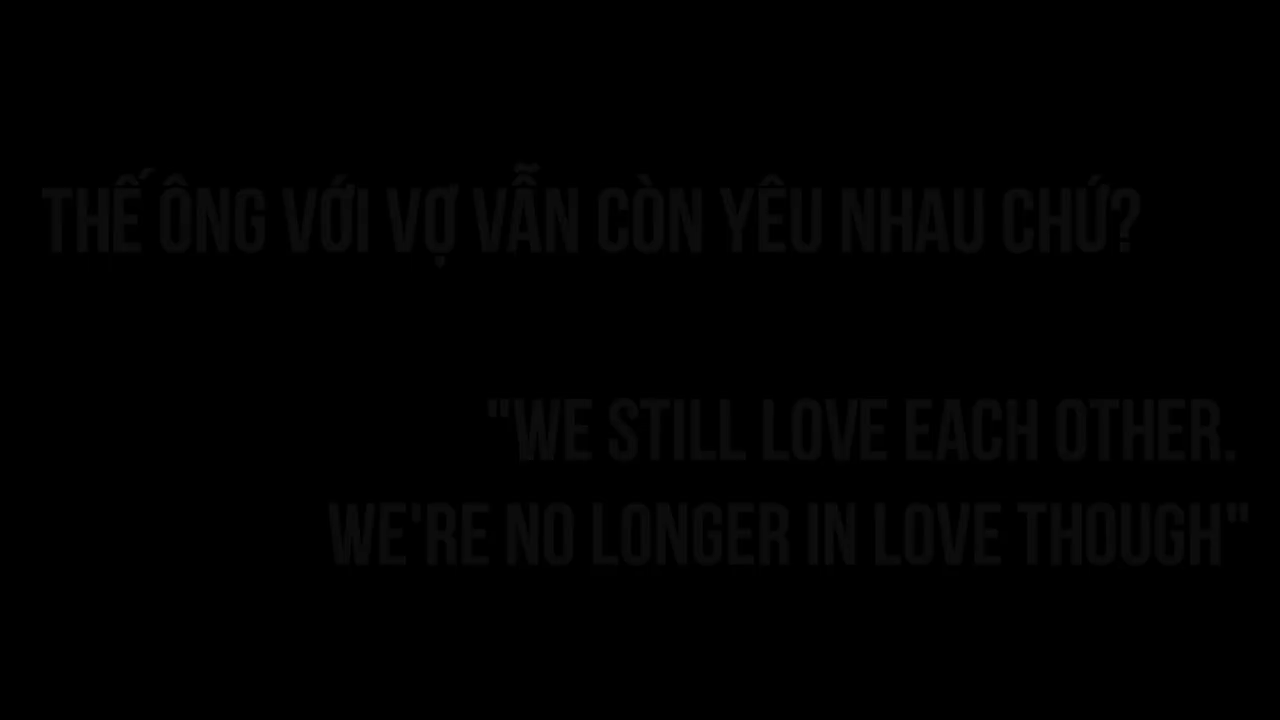 THẾ ÔNG VỚI VỢ VẪN CÒN YÊU NHAU CHỨ?
"WE STILL LOVE EACH OTHER.
WE'RE NO LONGER IN LOVE THOUGH"